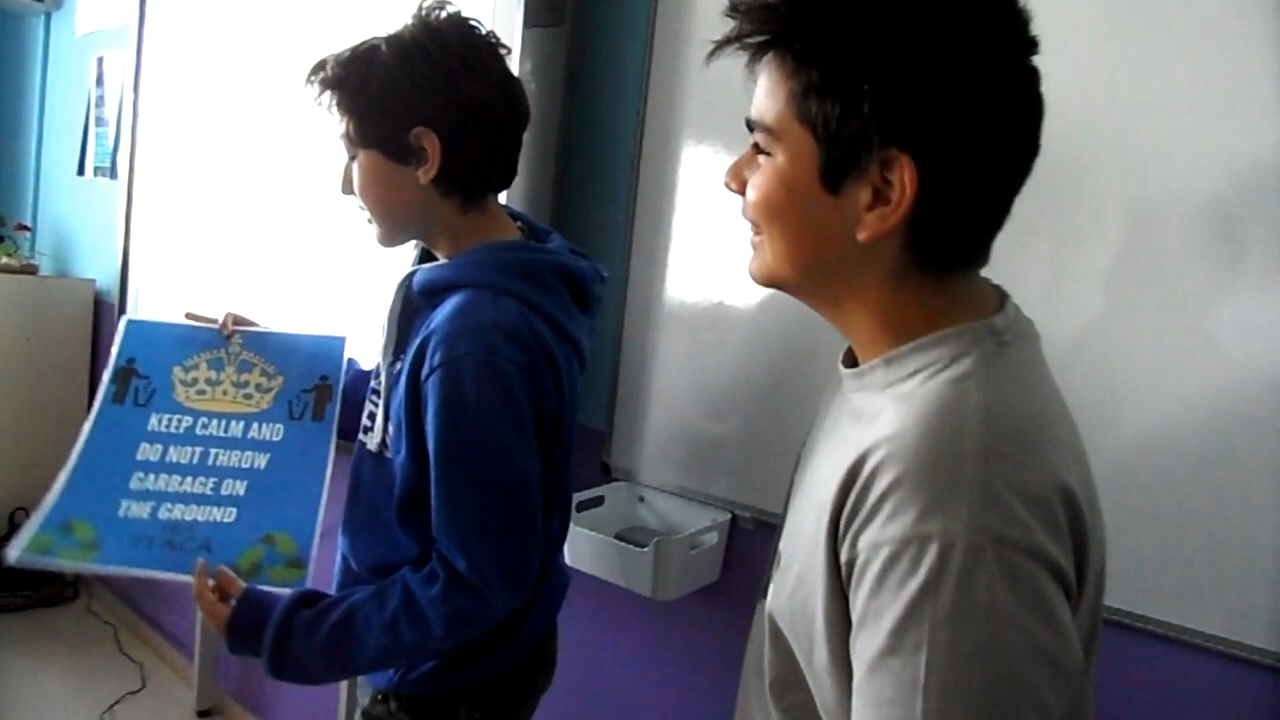 KEEP CALM AND
DO NOT THROW
GARBAGE ON
THE GROUND